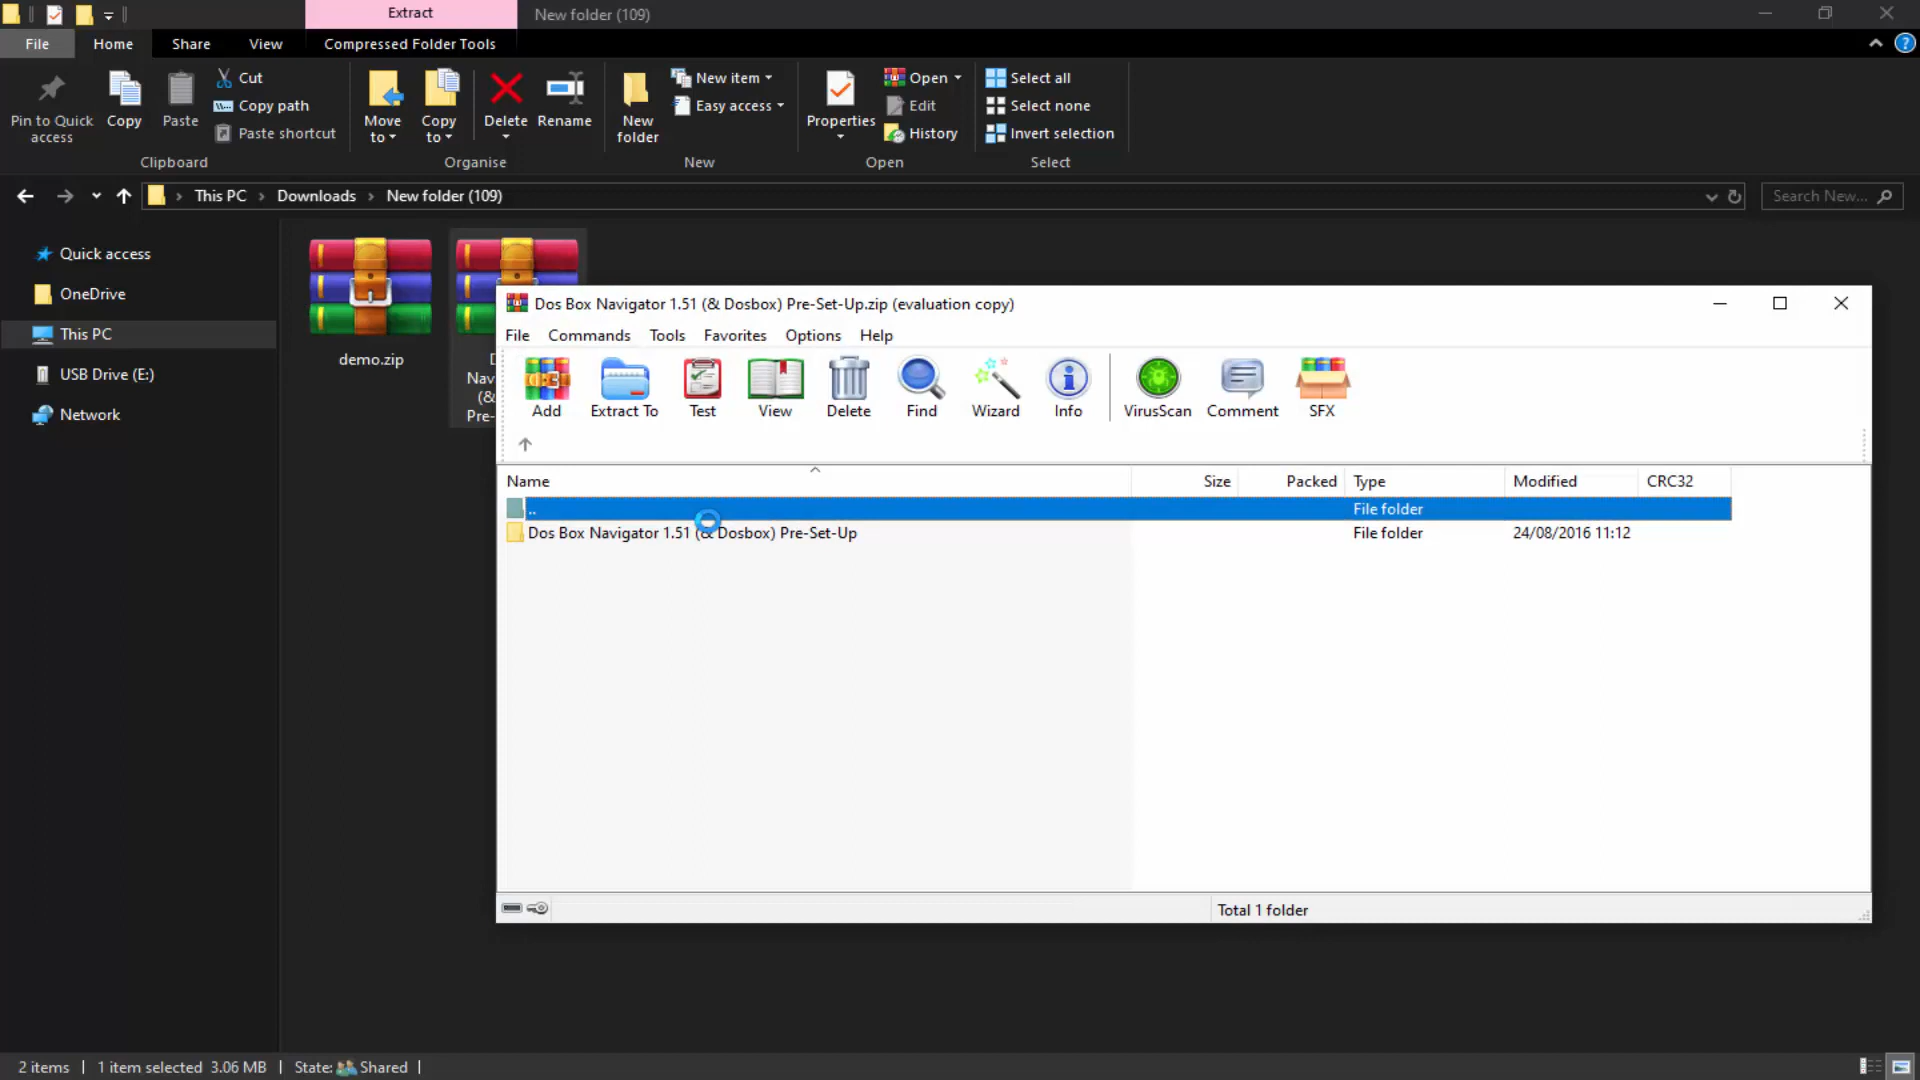 Extract
New folder (109)
File
Home
Share
View
Compressed Folder Tools
Pin to Quick
access
Copy
Paste
Cut
Copy path
Paste shortcut
Clipboard
Move
to
Copy
to
Delete
Rename
Organise
New
folder
New item
Easy access
New
Properties
Open
Edit
History
Open
Select all
Select none
Invert selection
Select
This PC
Downloads
New folder (109)
Search New...
Quick access
OneDrive
This PC
USB Drive (E:)
Network
demo.zip
Nav
(&
Pre-
Dos Box Navigator 1.51 (& Dosbox) Pre-Set-Up.zip (evaluation copy)
File
Commands
Tools
Favorites
Options
Help
Add
Extract To
Test
View
Delete
Find
Wizard
Info
VirusScan
Comment
SFX
Name
Size
Packed
Type
Modified
CRC32
..
File folder
Dos Box Navigator 1.51 (& Dosbox) Pre-Set-Up
File folder
24/08/2016 11:12
Total 1 folder
2 items
1 item selected 3.06 MB
State:
Shared